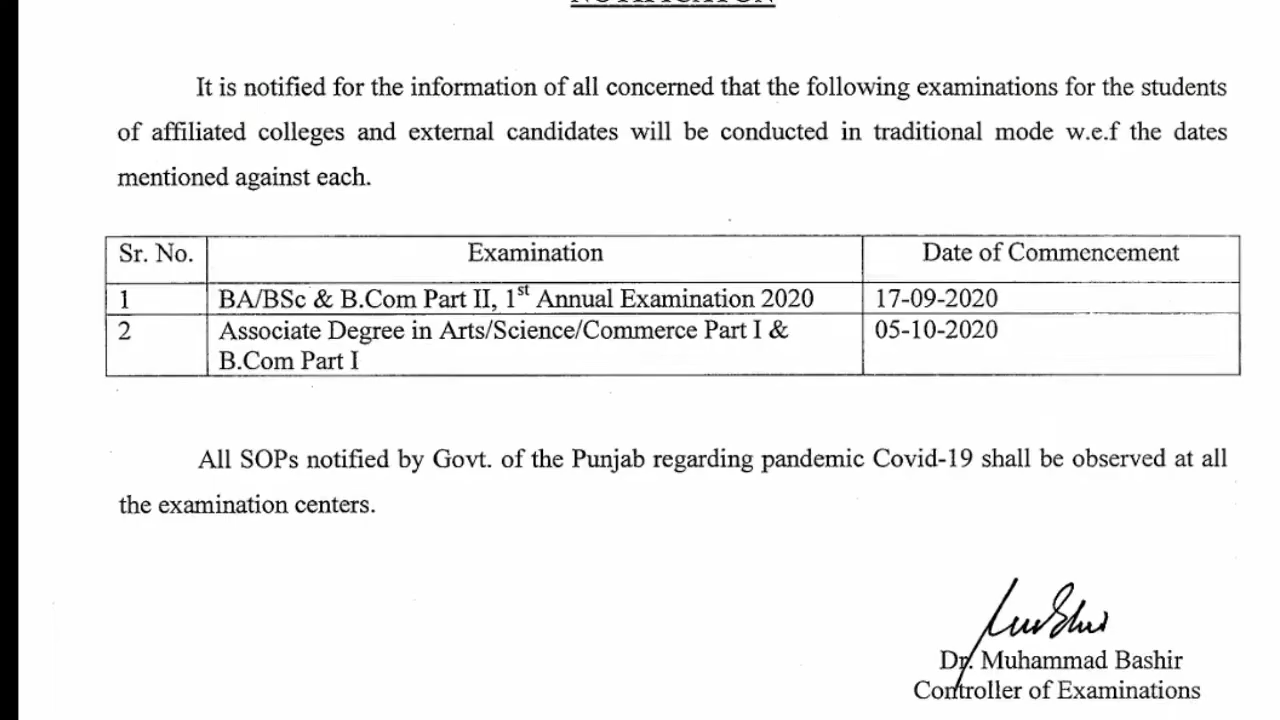 NOTIFICATON
It is notified for the information of all concerned that the following examinations for the students
of affiliated colleges and external candidates will be conducted in traditional mode w.e.f the dates
mentioned against each.
Sr. No. Examination Date of Commencement
1 BA/BSc & B.Com Part II, 1st Annual Examination 2020 17-09-2020
2 Associate Degree in Arts/Science/Commerce Part I & 05-10-2020
B.Com Part I
All SOPs notified by Govt. of the Punjab regarding pandemic Covid-19 shall be observed at all
the examination centers.
Dr. Muhammad Bashir
Controller of Examinations